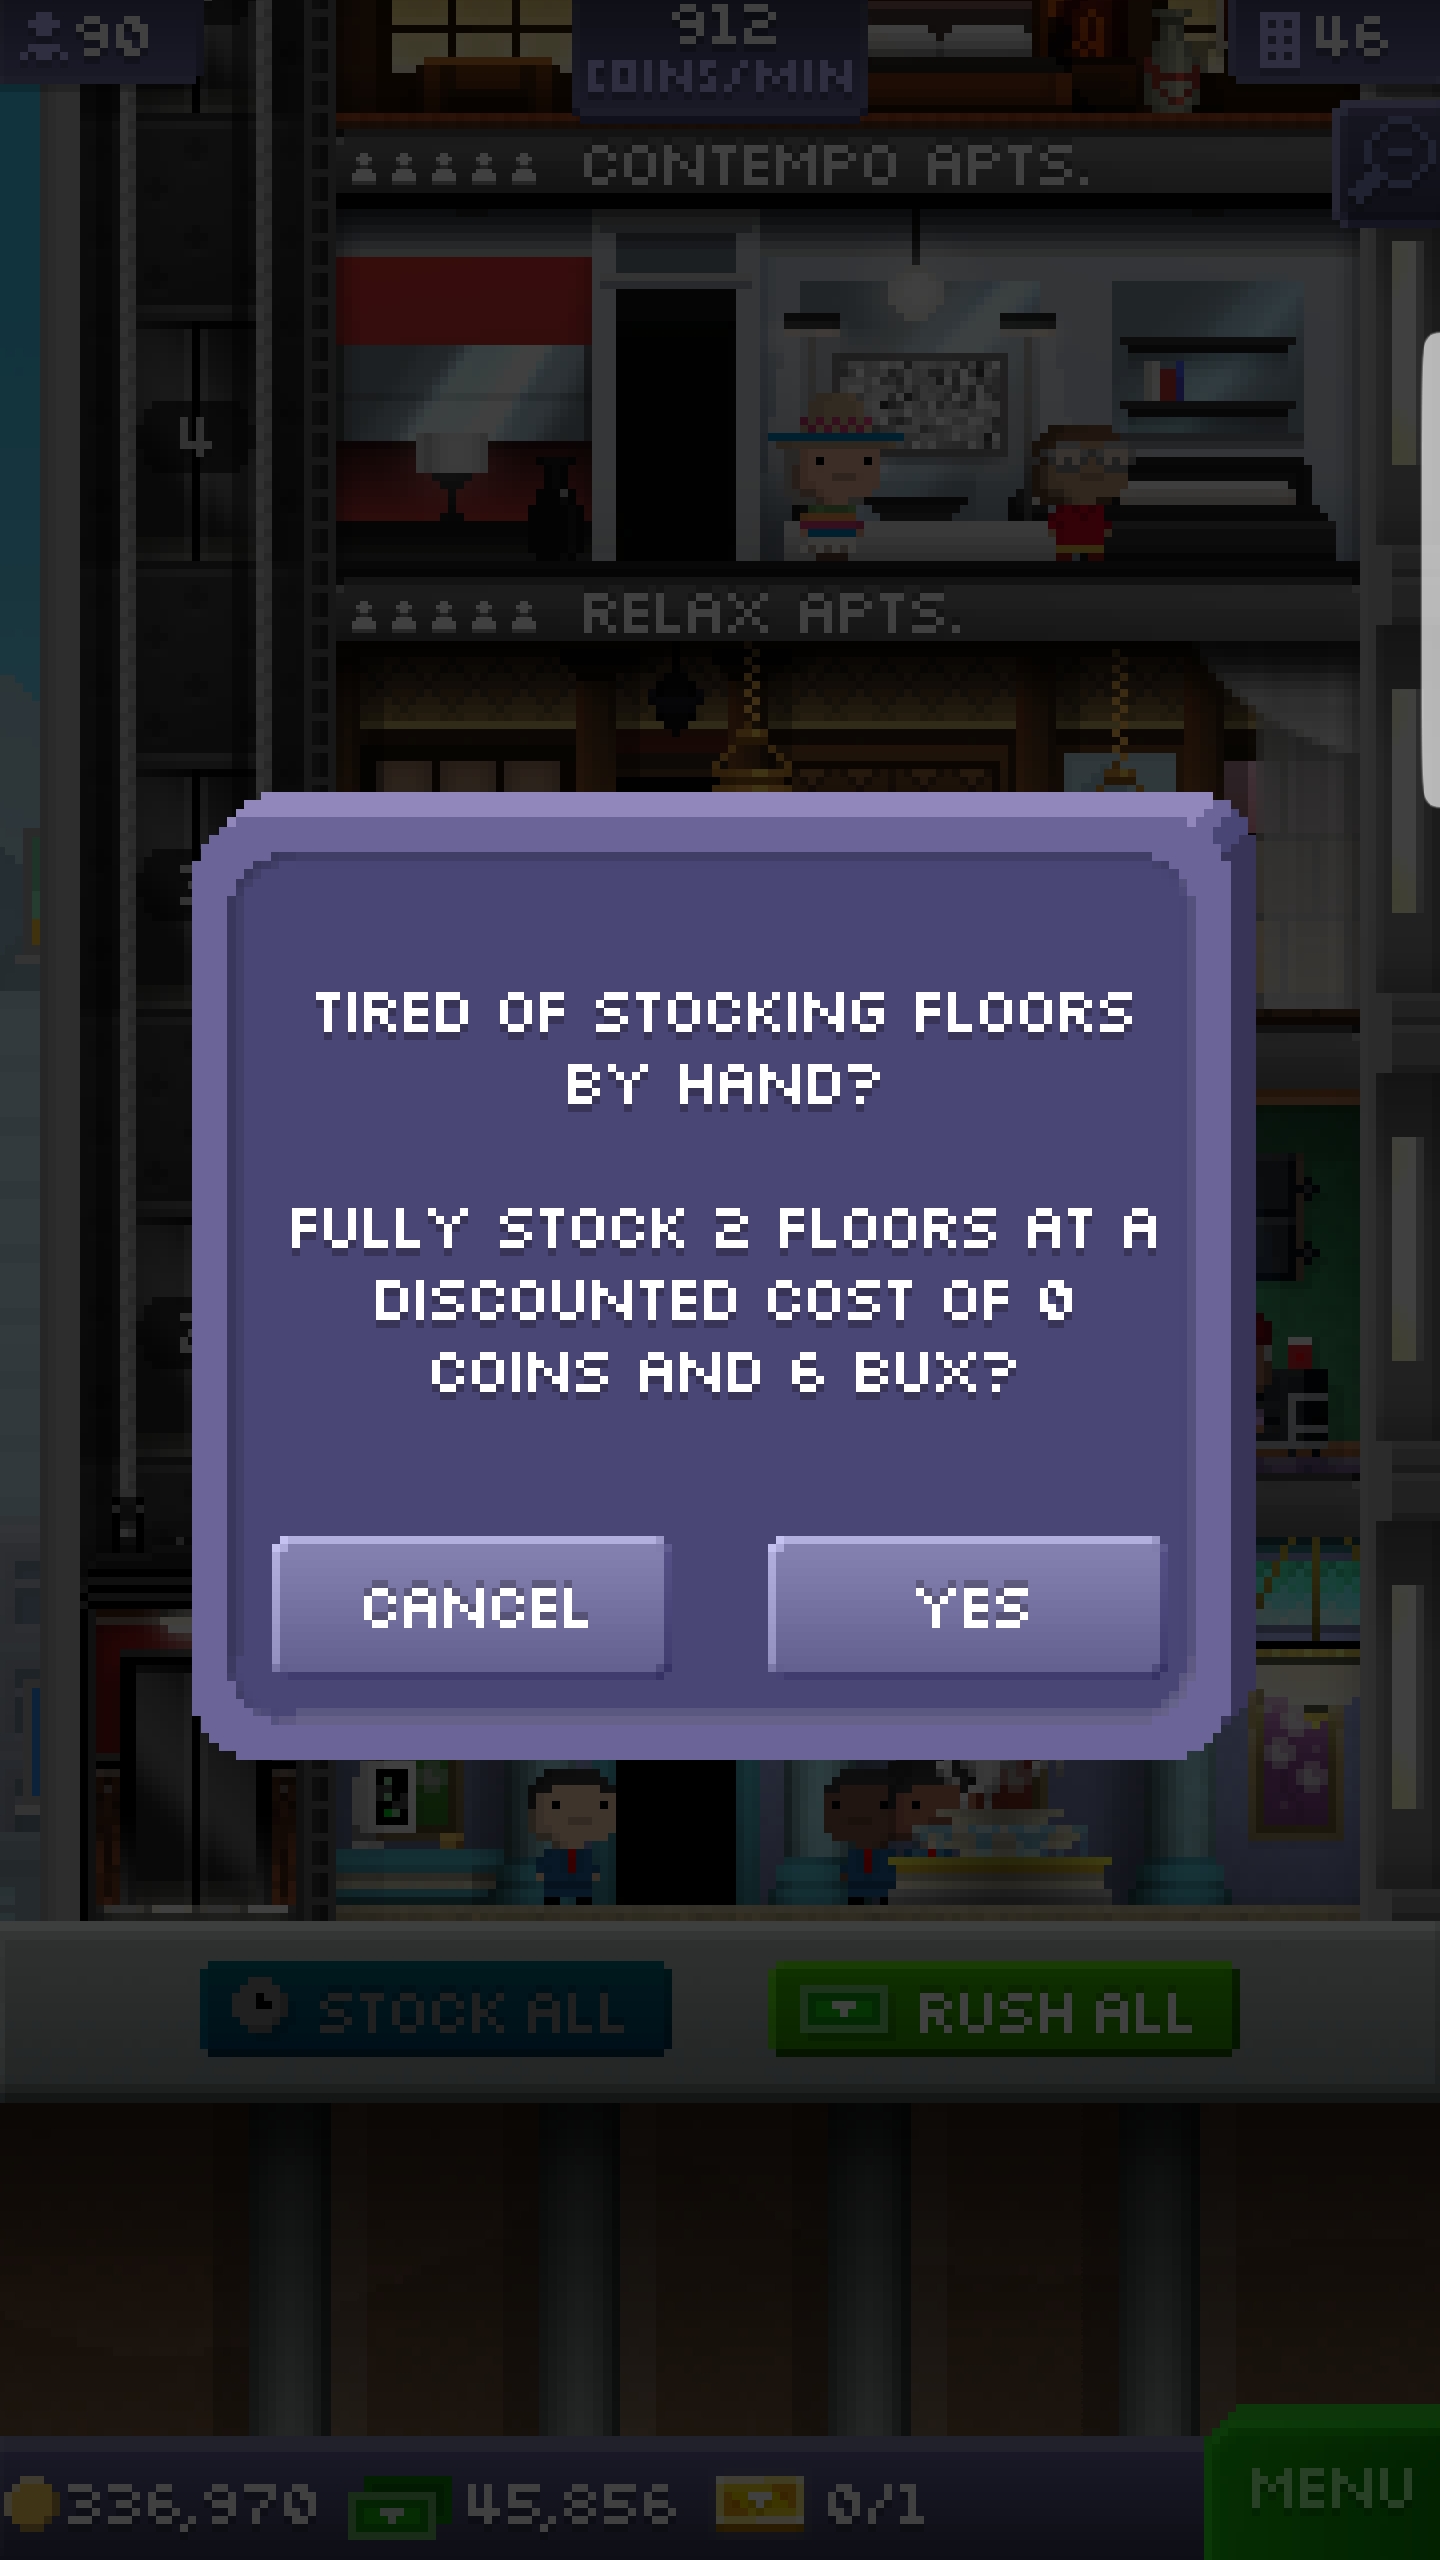 90
912
COINS/MIN
46
CONTEMPO APTS.
4
RELAX APTS.
TIRED OF STOCKING FLOORS
BY HAND?
FULLY STOCK 2 FLOORS AT A
DISCOUNTED COST OF 0
COINS AND 6 BUX?
CANCEL
YES
STOCK ALL
RUSH ALL
336,970
45,856
0/1
MENU